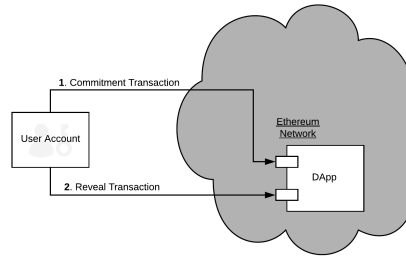 1. Commitment Transaction
Ethereum
Network
User Account
DApp
2. Reveal Transaction